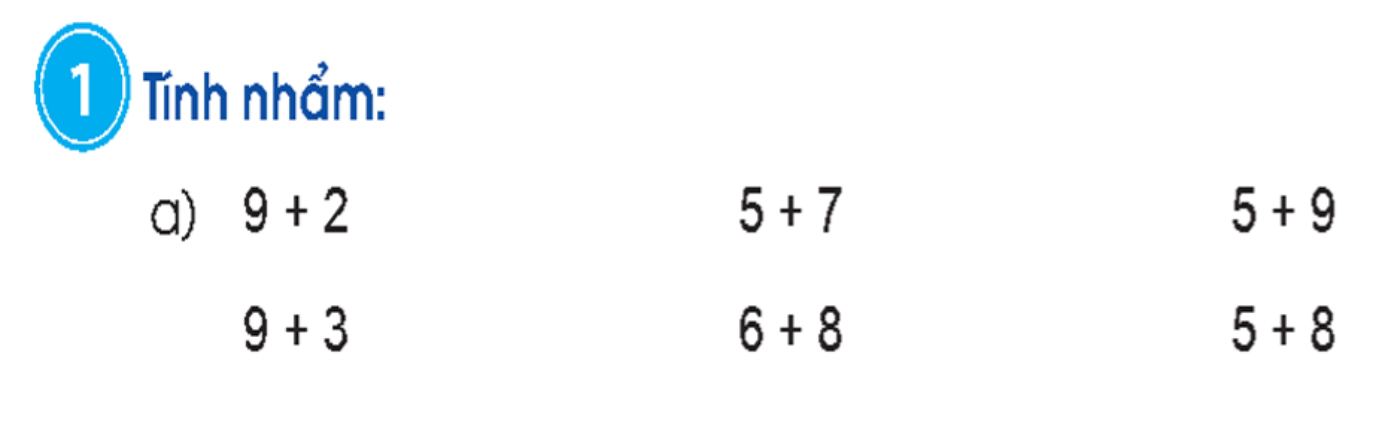 1 Tính nhẩm:
a) 9 + 2 5 + 7 5 + 9
9 + 3 6 + 8 5 + 8